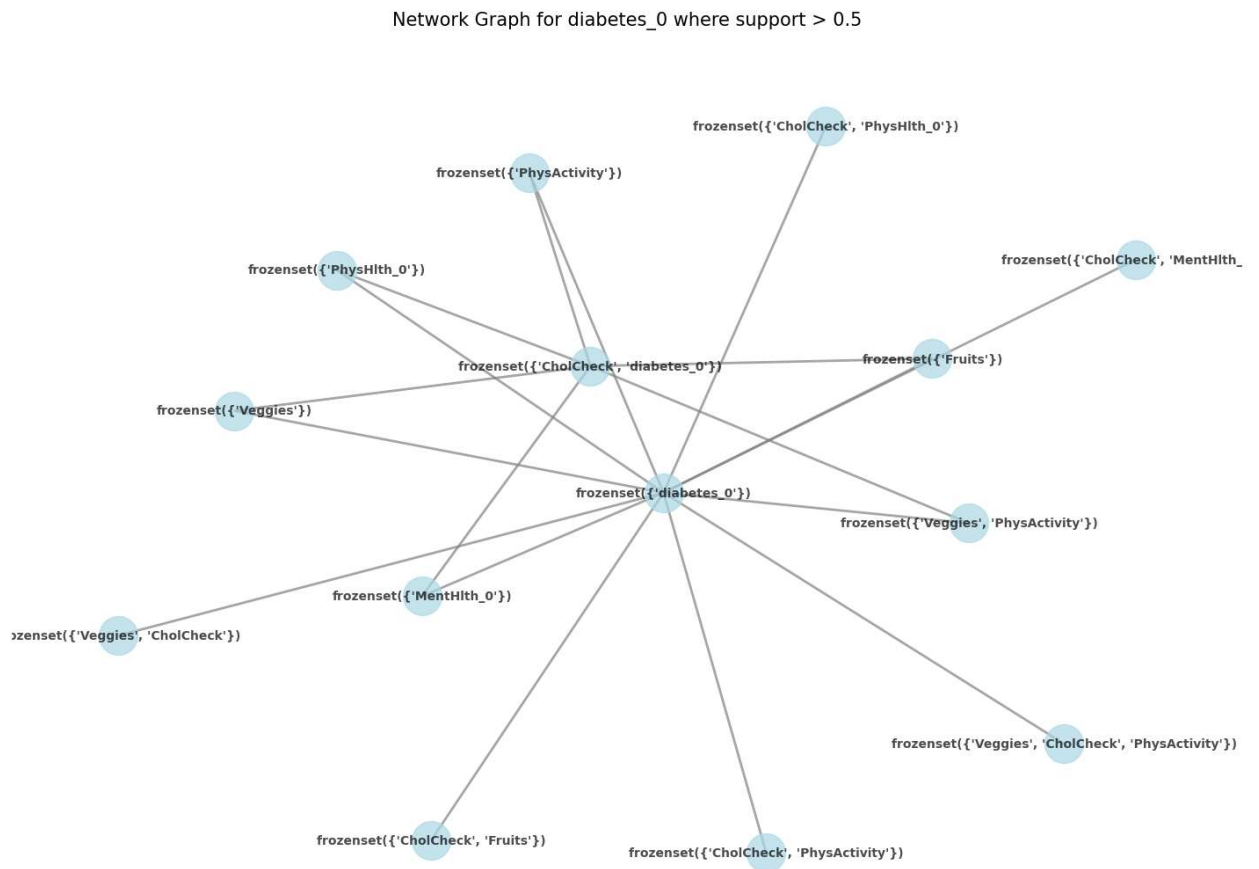 Network Graph for diabetes_0 where support > 0.5
frozenset({'CholCheck', 'PhysHlth_0'})
frozenset({'PhysActivity'})
frozenset({'CholCheck', 'MentHlth_
frozenset({'PhysHlth_0'})
frozenset({'Fruits'})
frozenset({'CholCheck', 'diabetes_0'})
frozenset({'Veggies'})
frozenset({'diabetes_0'})
frozenset({'Veggies', 'PhysActivity'})
frozenset({'MentHlth_0'})
ozenset({'Veggies', 'CholCheck'})
frozenset({'Veggies', 'CholCheck', 'PhysActivity'})
frozenset({'CholCheck', 'Fruits'})
frozenset({'CholCheck', 'PhysActivity'})